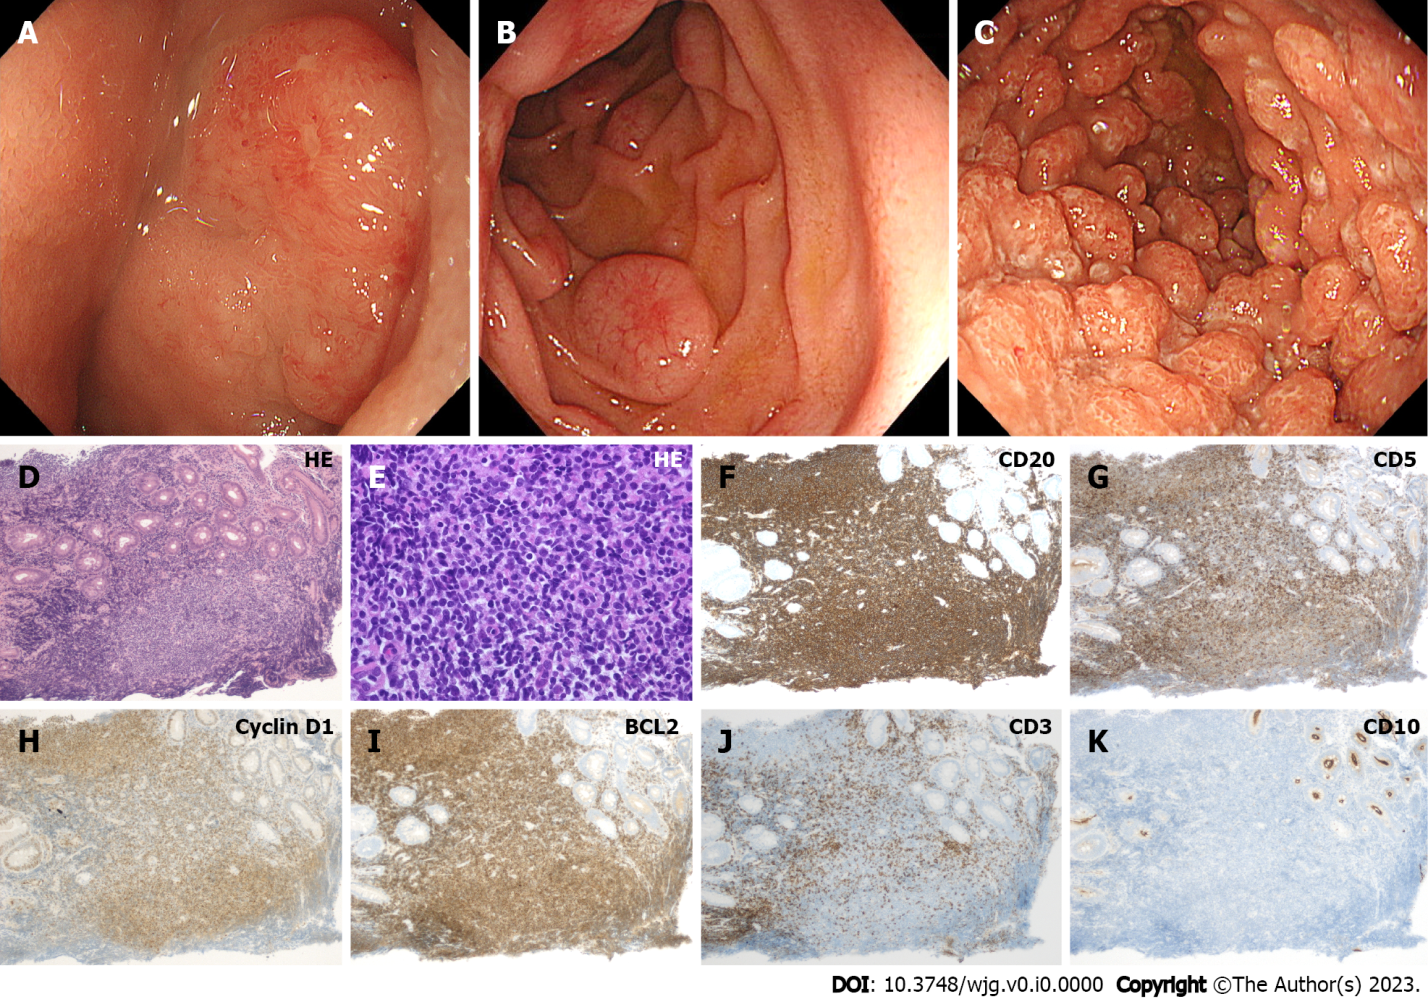 A
B
C
D
HE
E
HE
F
CD20
G
CD5
H
Cyclin D1
I
BCL2
J
CD3
K
CD10
DOI: 10.3748/wjg.v0.i0.0000 Copyright ©The Author(s) 2023.